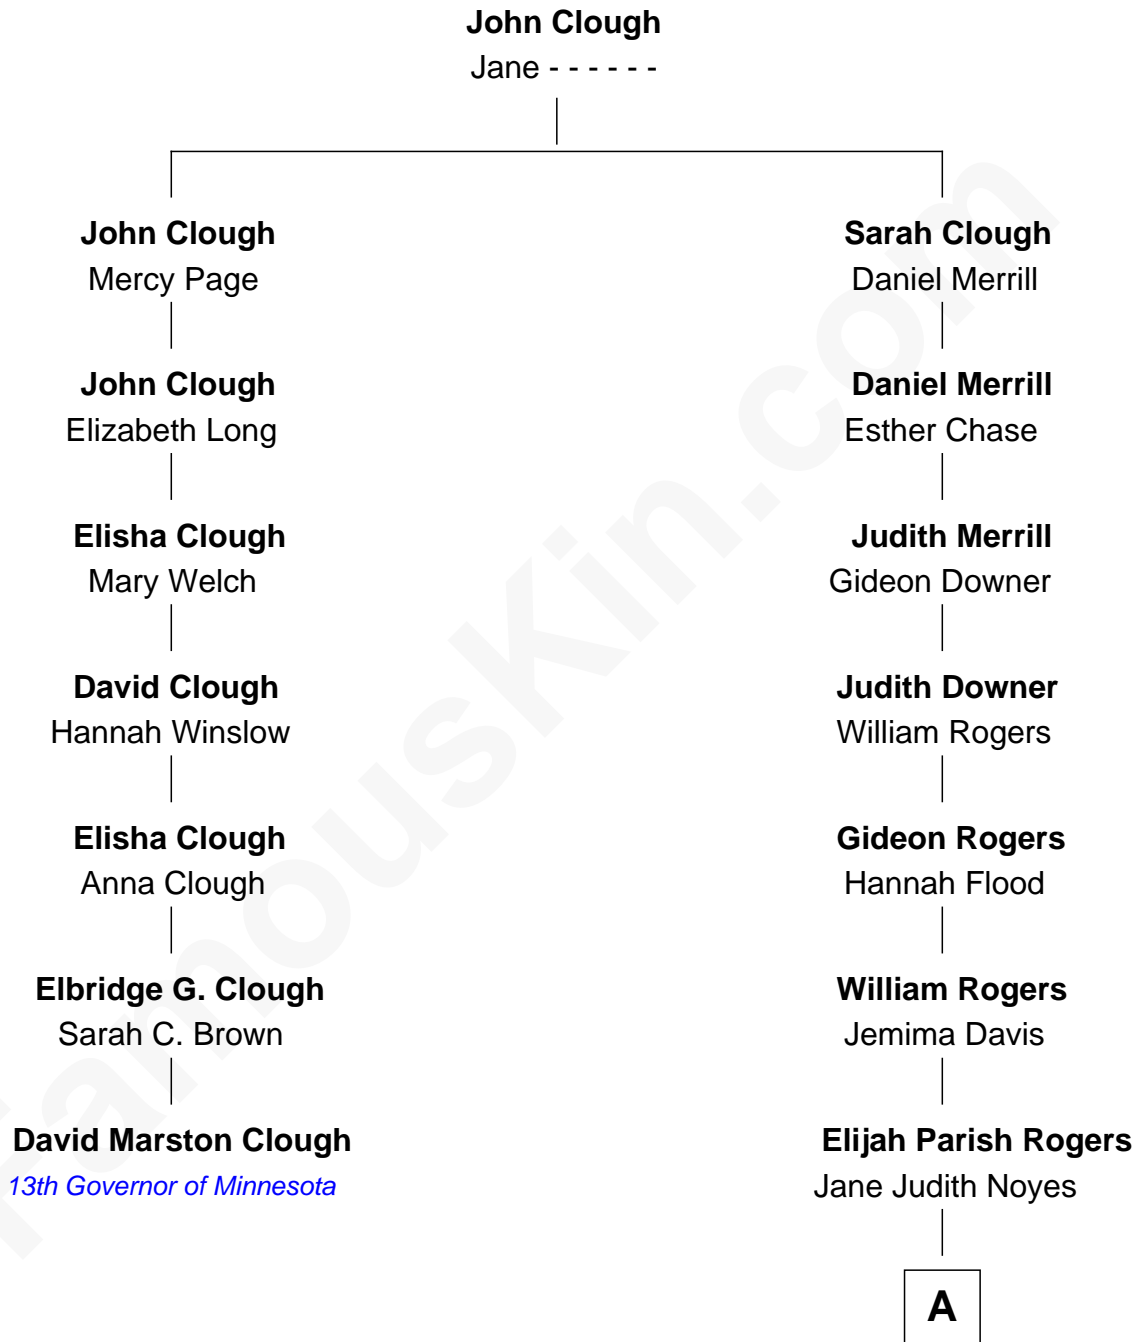 John Clough
Jane - - - - - -
John Clough
Mercy Page
Sarah Clough
Daniel Merrill
John Clough
Elizabeth Long
Daniel Merrill
Esther Chase
Elisha Clough
Mary Welch
Judith Merrill
Gideon Downer
David Clough
Hannah Winslow
Judith Downer
William Rogers
Elisha Clough
Anna Clough
Gideon Rogers
Hannah Flood
Elbridge G. Clough
Sarah C. Brown
William Rogers
Jemima Davis
David Marston Clough
13th Governor of Minnesota
Elijah Parish Rogers
Jane Judith Noyes
A
FamousKin.com